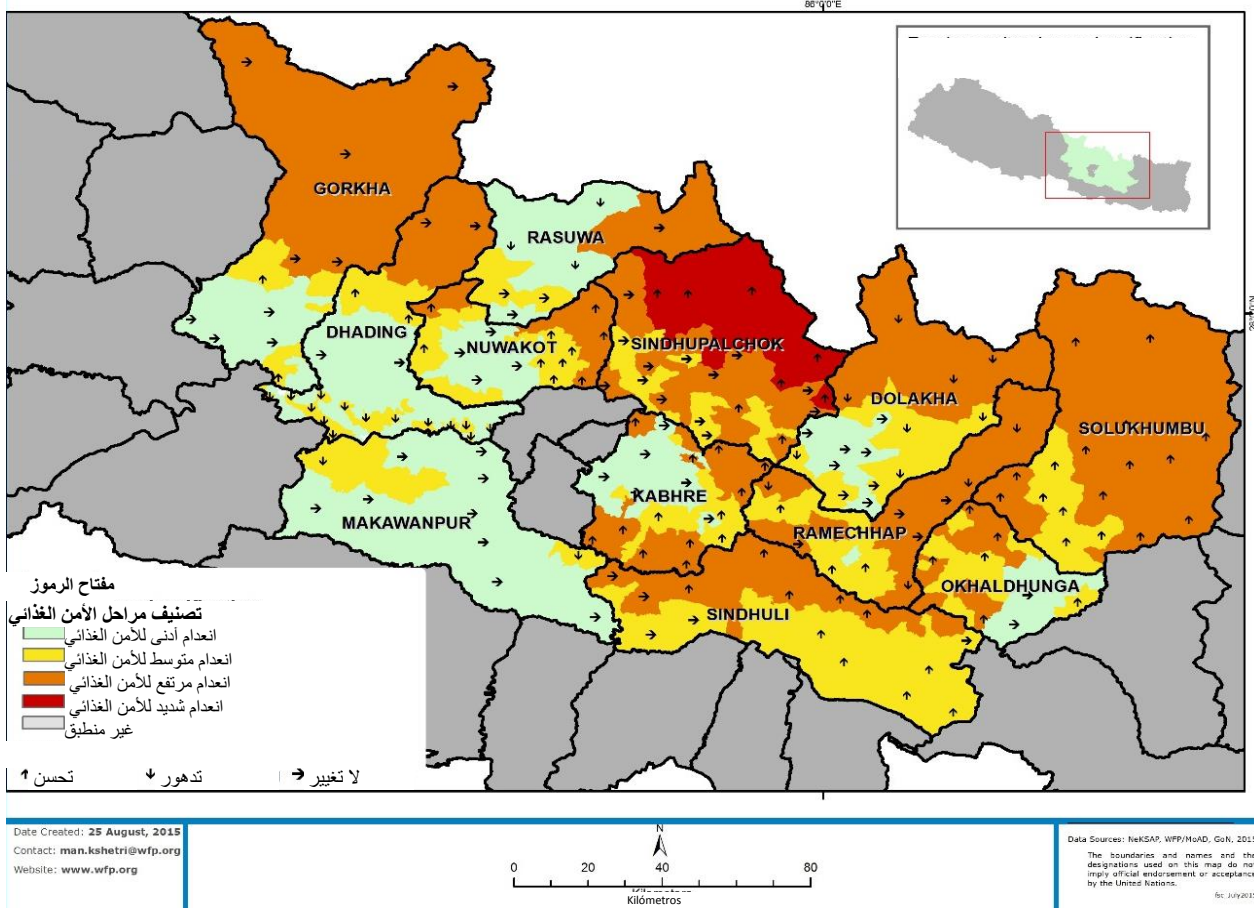 86°0'0"E
GORKHA
RASUWA
DHADING
NUWAKOT
SINDHUPALCHOK
DOLAKHA
SOLUKHUMBU
KABHRE
MAKAWANPUR
RAMECHHAP
OKHALDHUNGA
SINDHULI
مفتاح الرموز
تصنيف مراحل الأمن الغذائي
انعدام أدنى للأمن الغذائي
انعدام متوسط للأمن الغذائي
انعدام مرتفع للأمن الغذائي
انعدام شديد للأمن الغذائي
غير منطبق
تحسن تدهور لا تغيير
Date Created: 25 August, 2015
Contact: man.kshetri@wfp.org
Website: www.wfp.org
N
0 20 40 80
Kilómetros
Data Sources: NeKSAP, WFP/MoAD, GoN, 2015
The boundaries and names and the
designations used on this map do not
imply official endorsement or acceptance
by the United Nations.
fsc_July2015